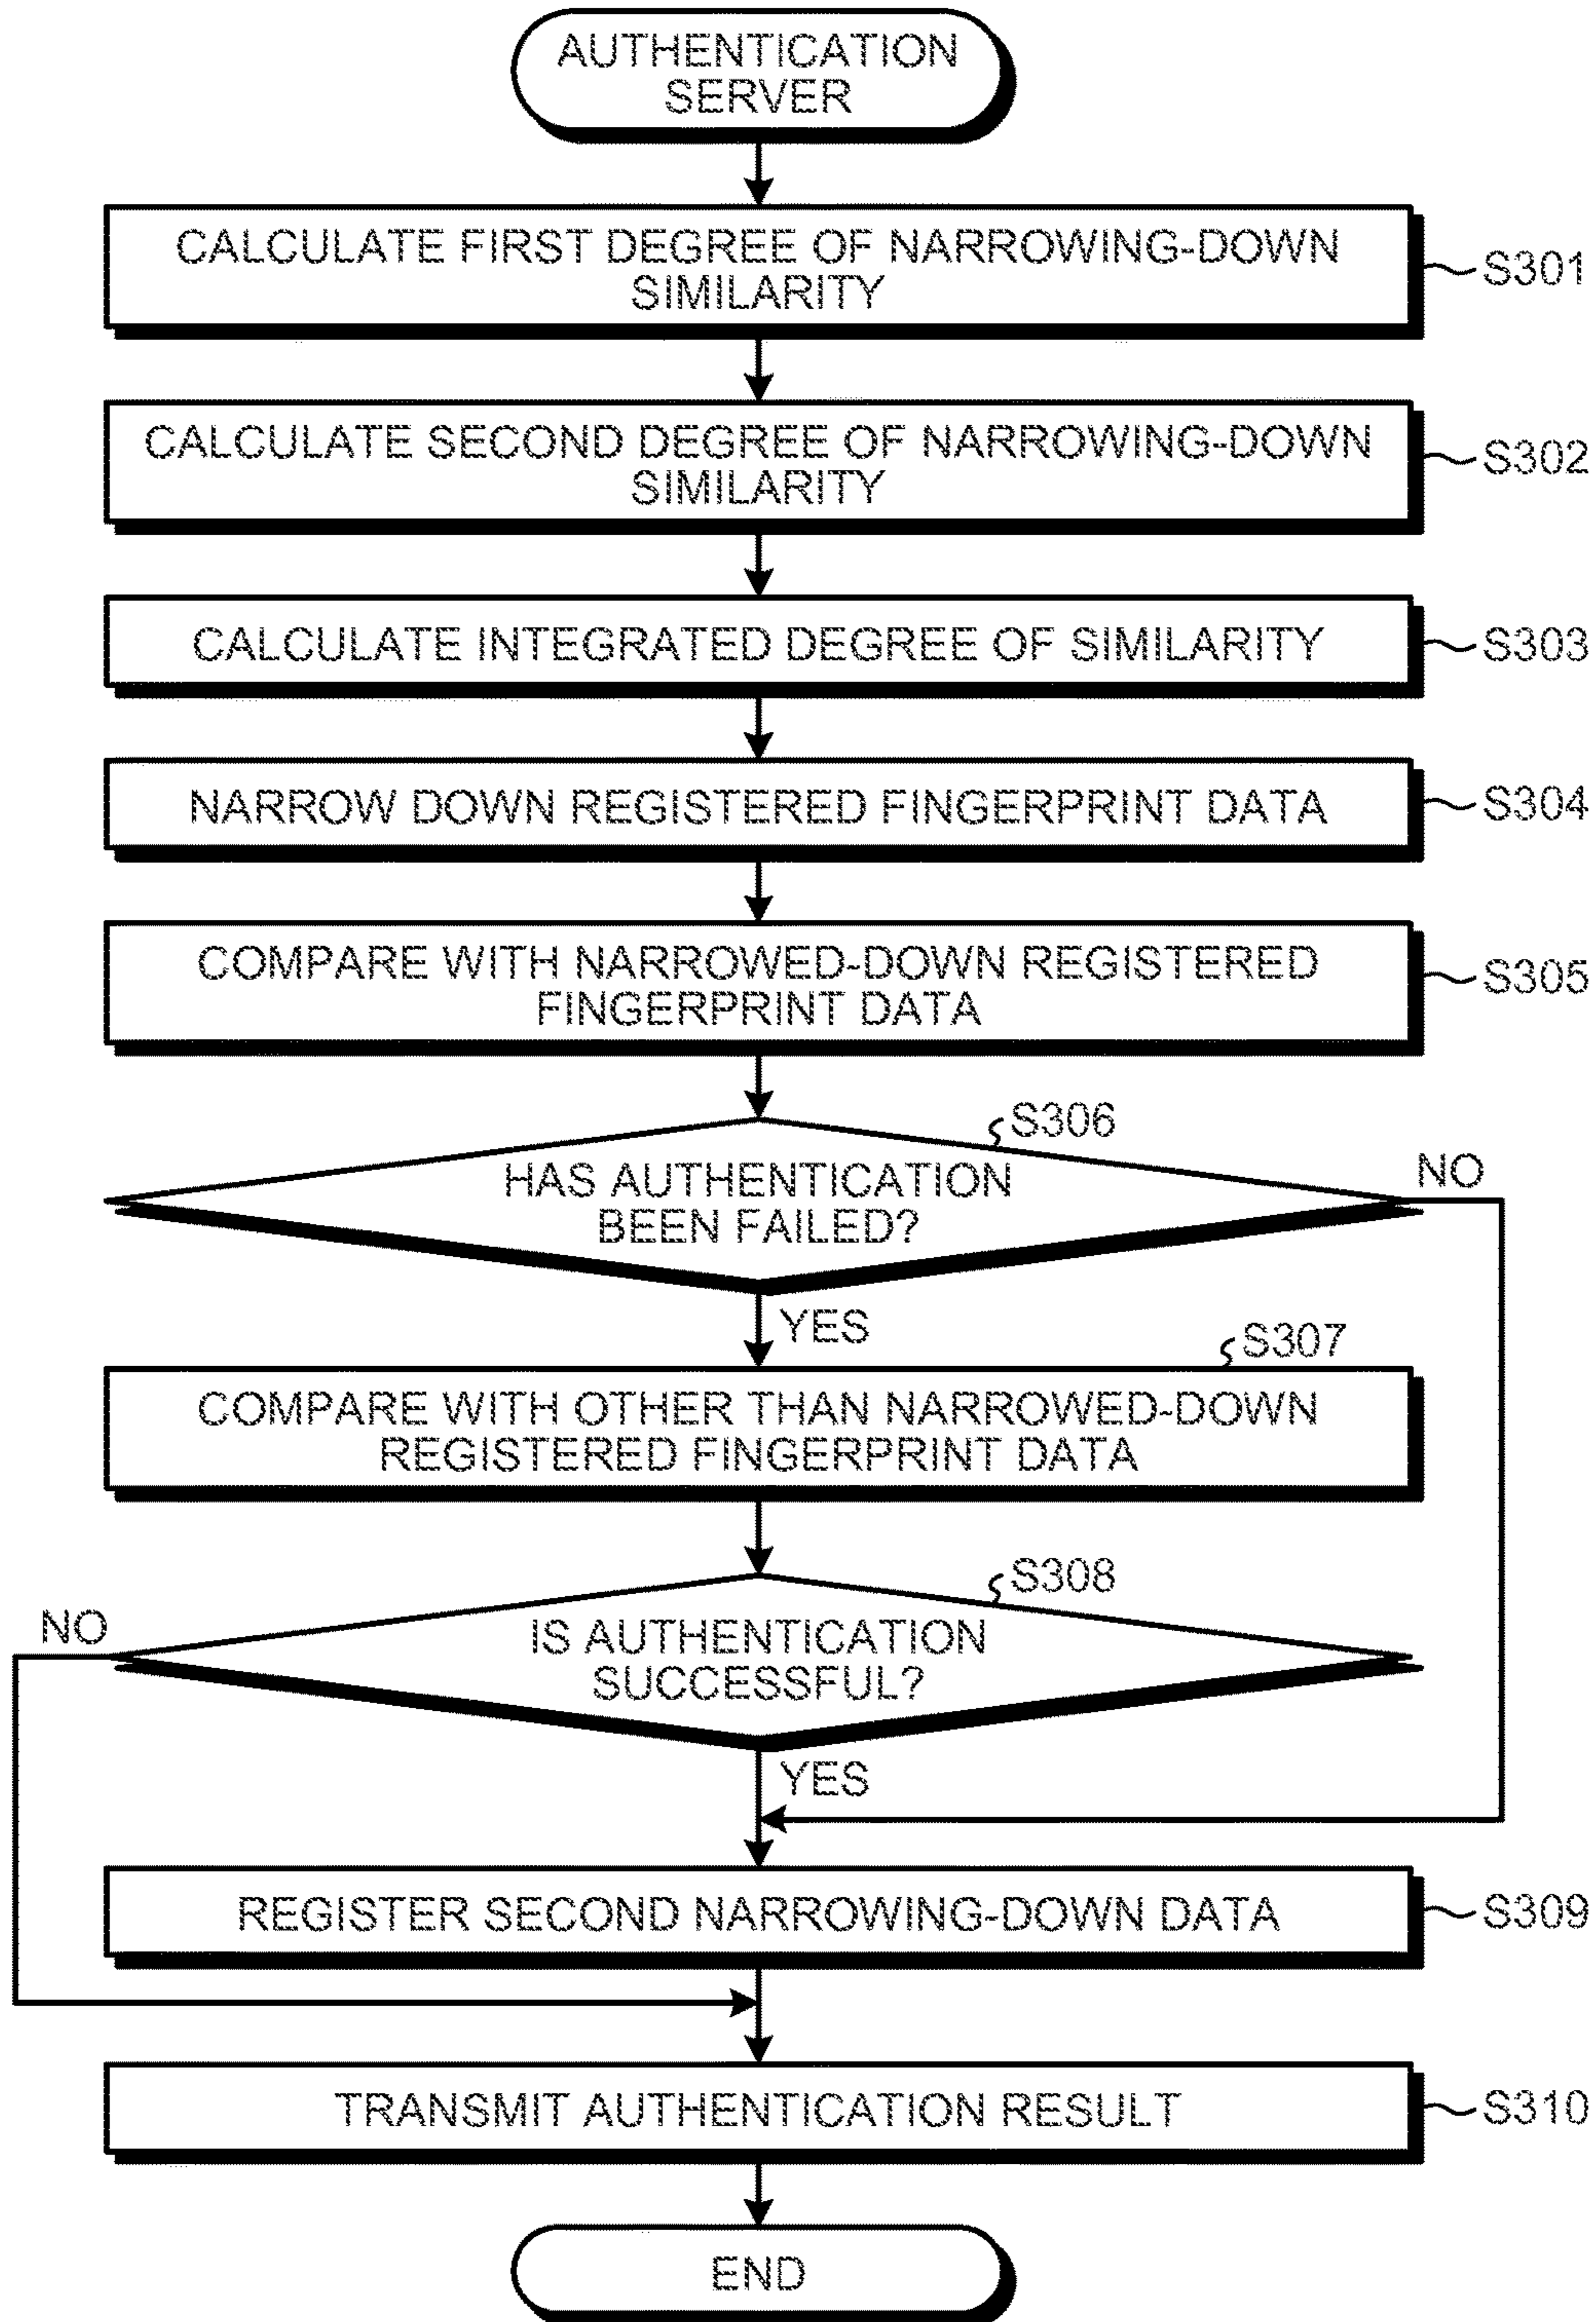 AUTHENTICATION
SERVER
CALCULATE FIRST DEGREE OF NARROWING-DOWN
SIMILARITY
S301
CALCULATE SECOND DEGREE OF NARROWING-DOWN
SIMILARITY
S302
CALCULATE INTEGRATED DEGREE OF SIMILARITY
S303
NARROW DOWN REGISTERED FINGERPRINT DATA
S304
COMPARE WITH NARROWED-DOWN REGISTERED
FINGERPRINT DATA
S305
S306
HAS AUTHENTICATION
BEEN FAILED?
NO
YES
S307
COMPARE WITH OTHER THAN NARROWED-DOWN
REGISTERED FINGERPRINT DATA
S308
NO
IS AUTHENTICATION
SUCCESSFUL?
YES
REGISTER SECOND NARROWING-DOWN DATA
S309
TRANSMIT AUTHENTICATION RESULT
S310
END